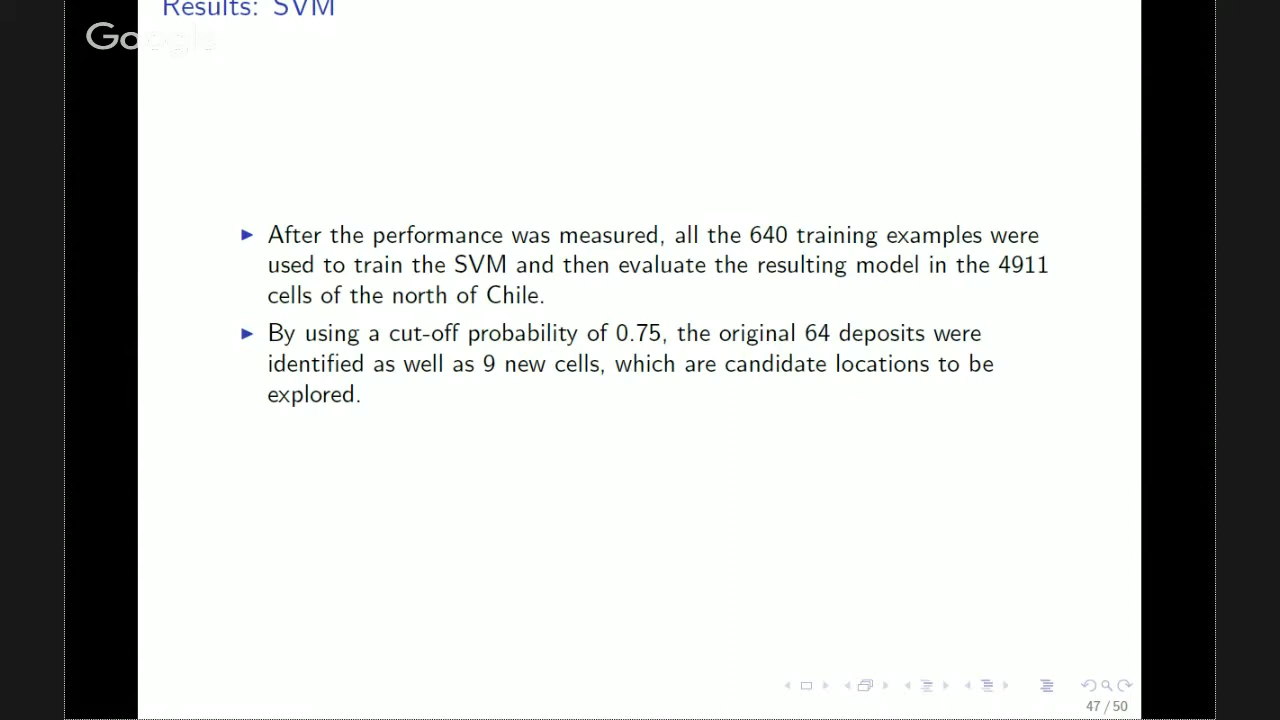 Results: SVM
Google
▶ After the performance was measured, all the 640 training examples were
used to train the SVM and then evaluate the resulting model in the 4911
cells of the north of Chile.
▶ By using a cut-off probability of 0.75, the original 64 deposits were
identified as well as 9 new cells, which are candidate locations to be
explored.
47 / 50